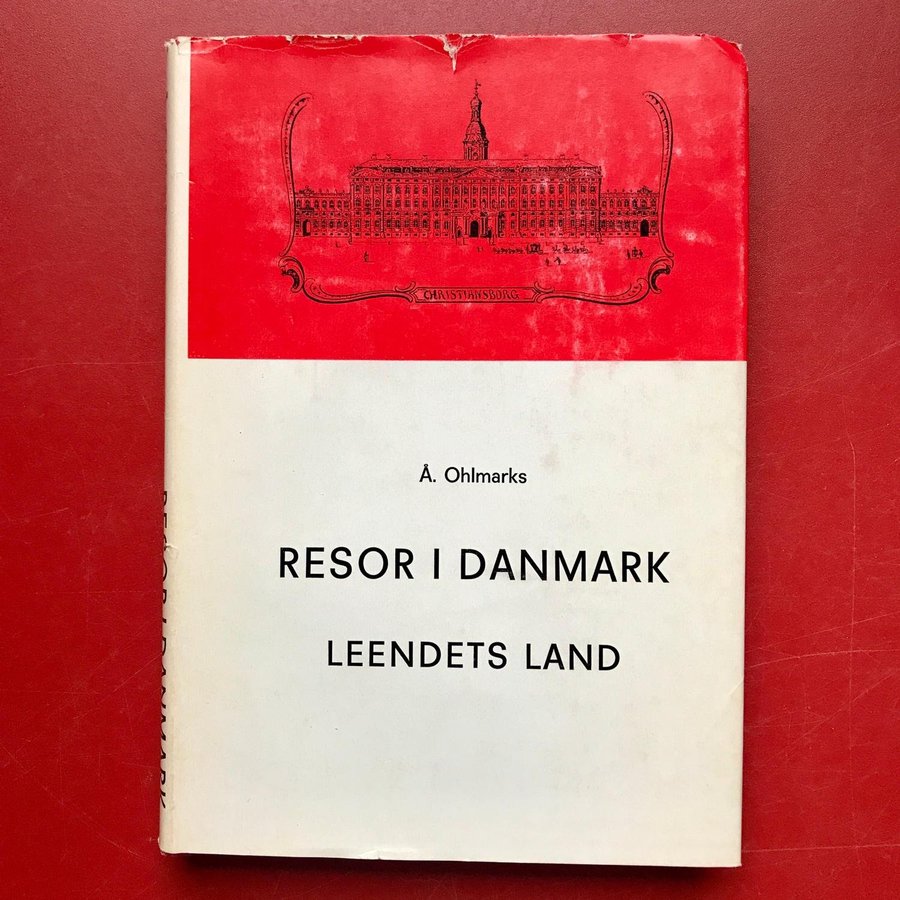 CHRISTIANSBORG
Å. Ohlmarks
RESOR I DANMARK
LEENDETS LAND
RESOR I DANMARK